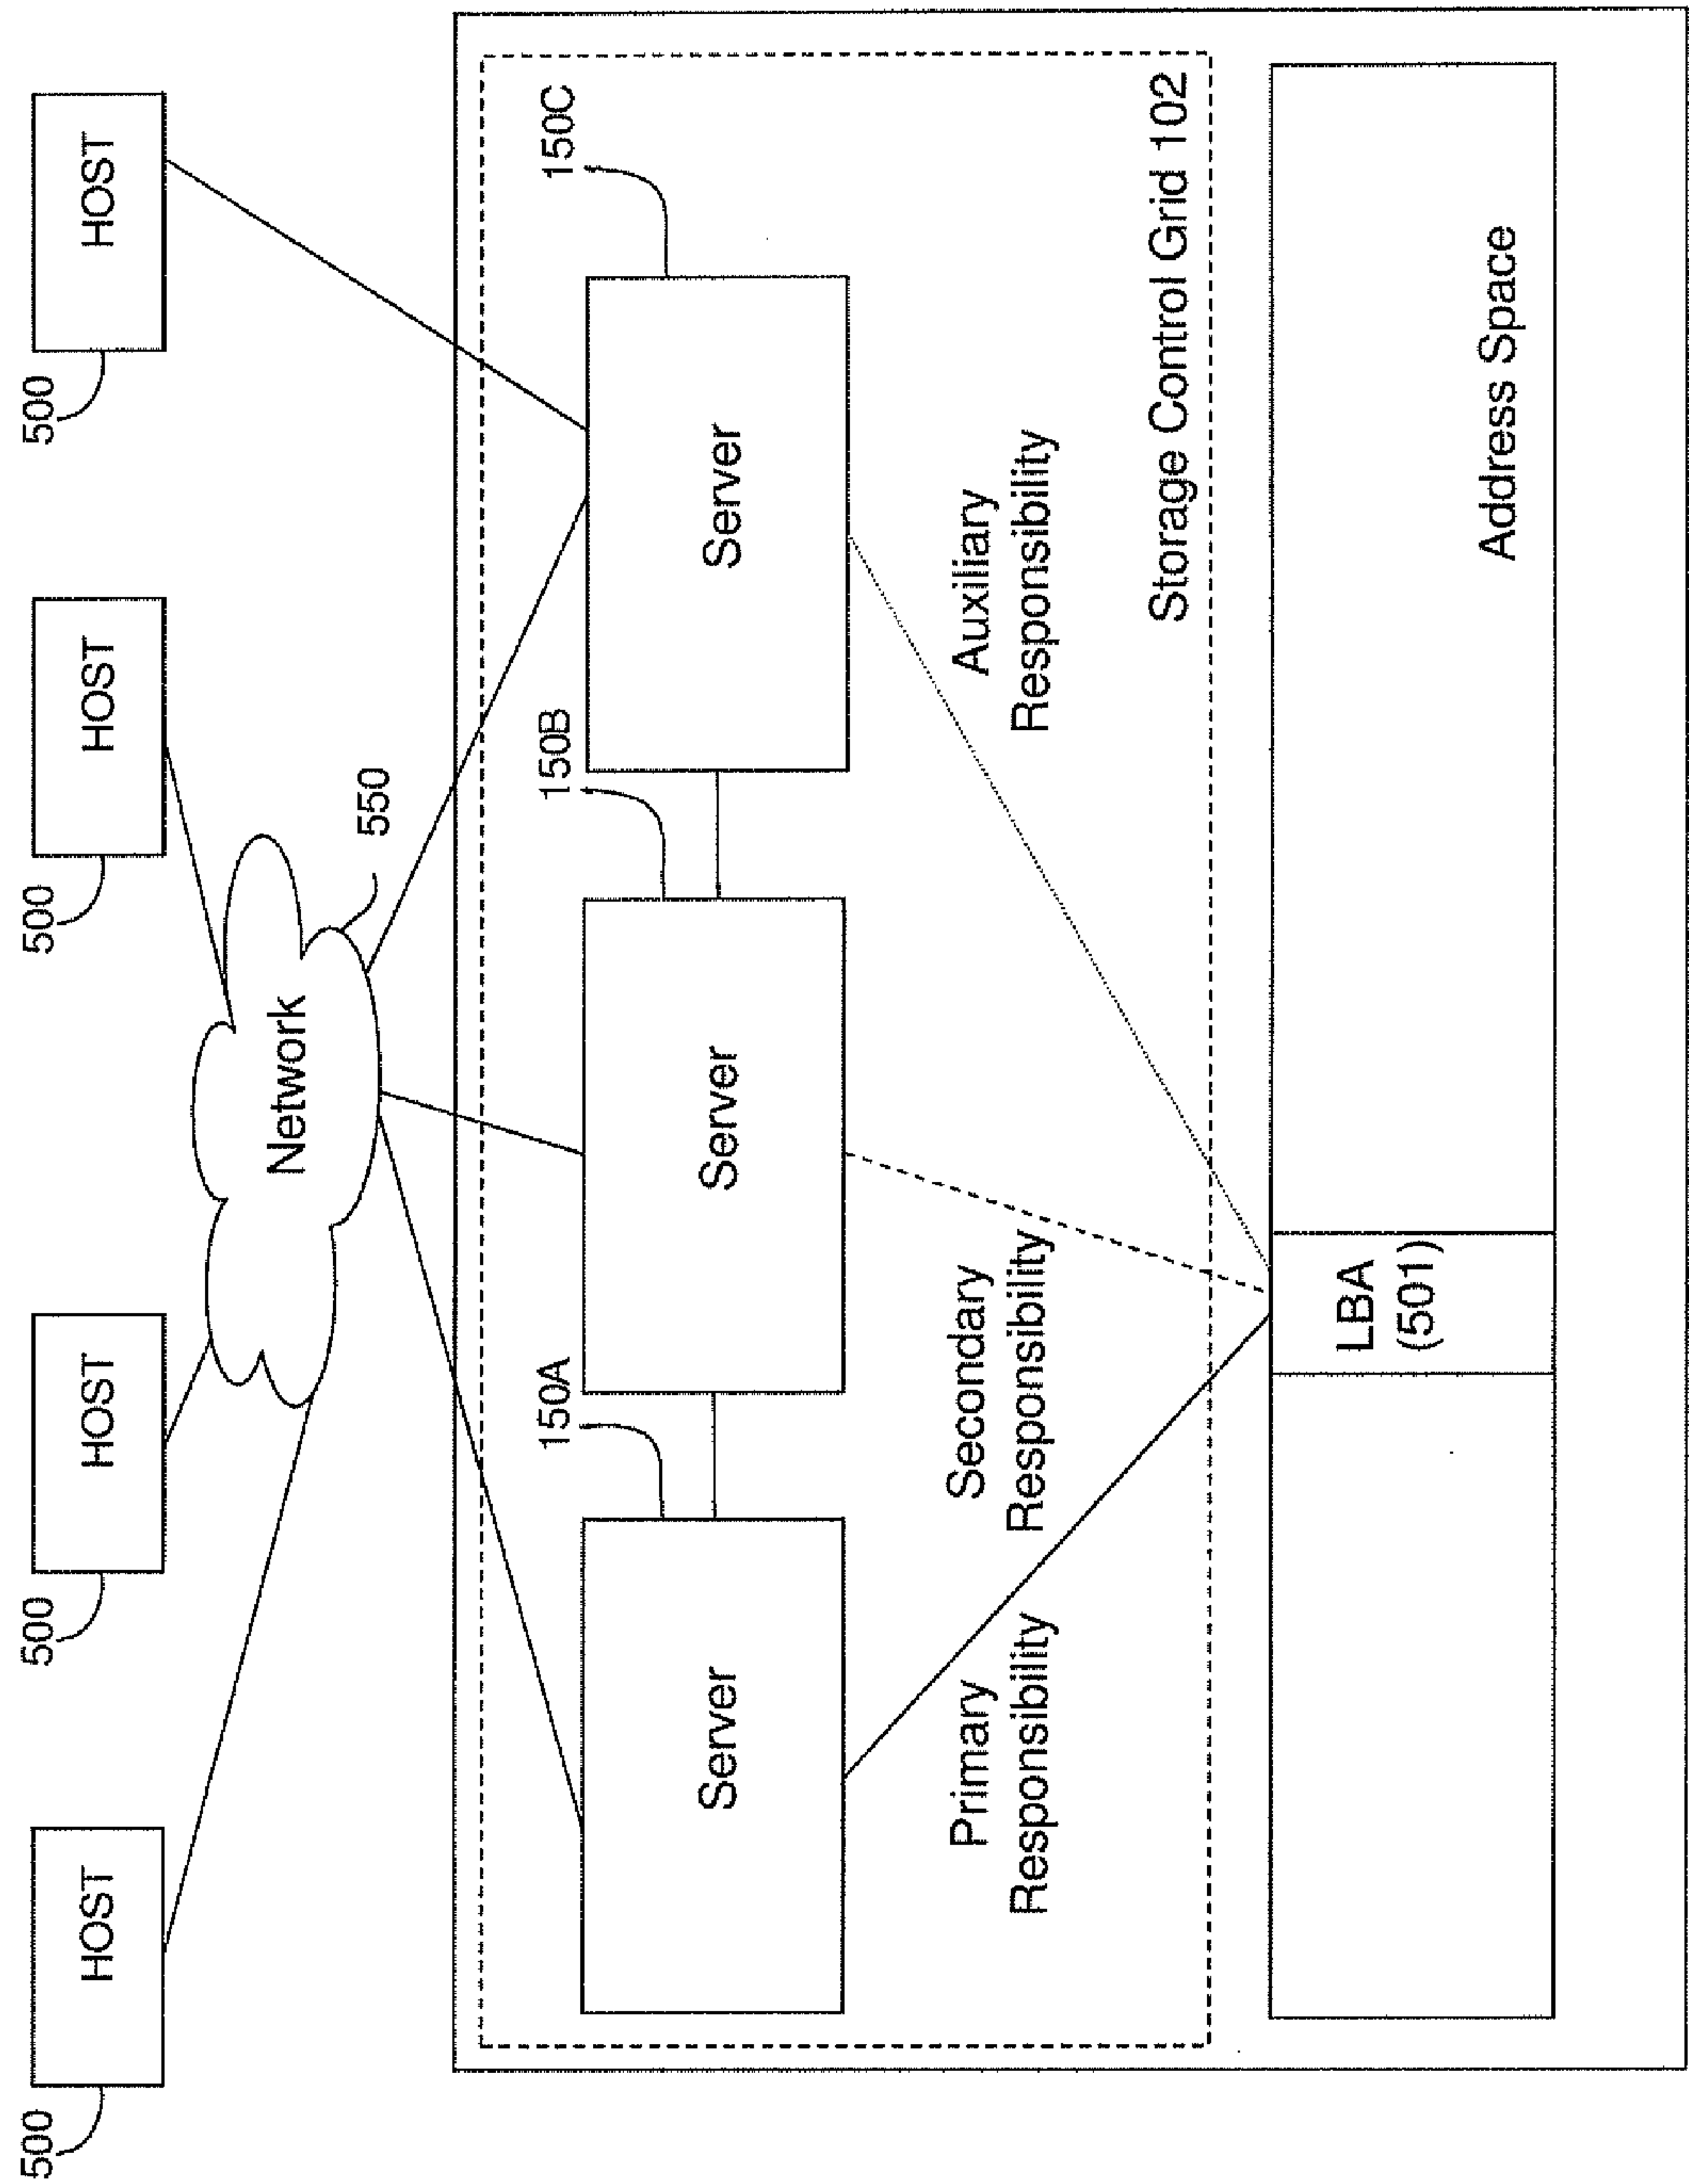 HOST
HOST
HOST
HOST
500
500
500
500
Network
550
150A
150B
150C
Server
Server
Server
Primary
Responsibility
Secondary
Responsibility
Auxiliary
Responsibility
Storage Control Grid 102
LBA
(501)
Address Space